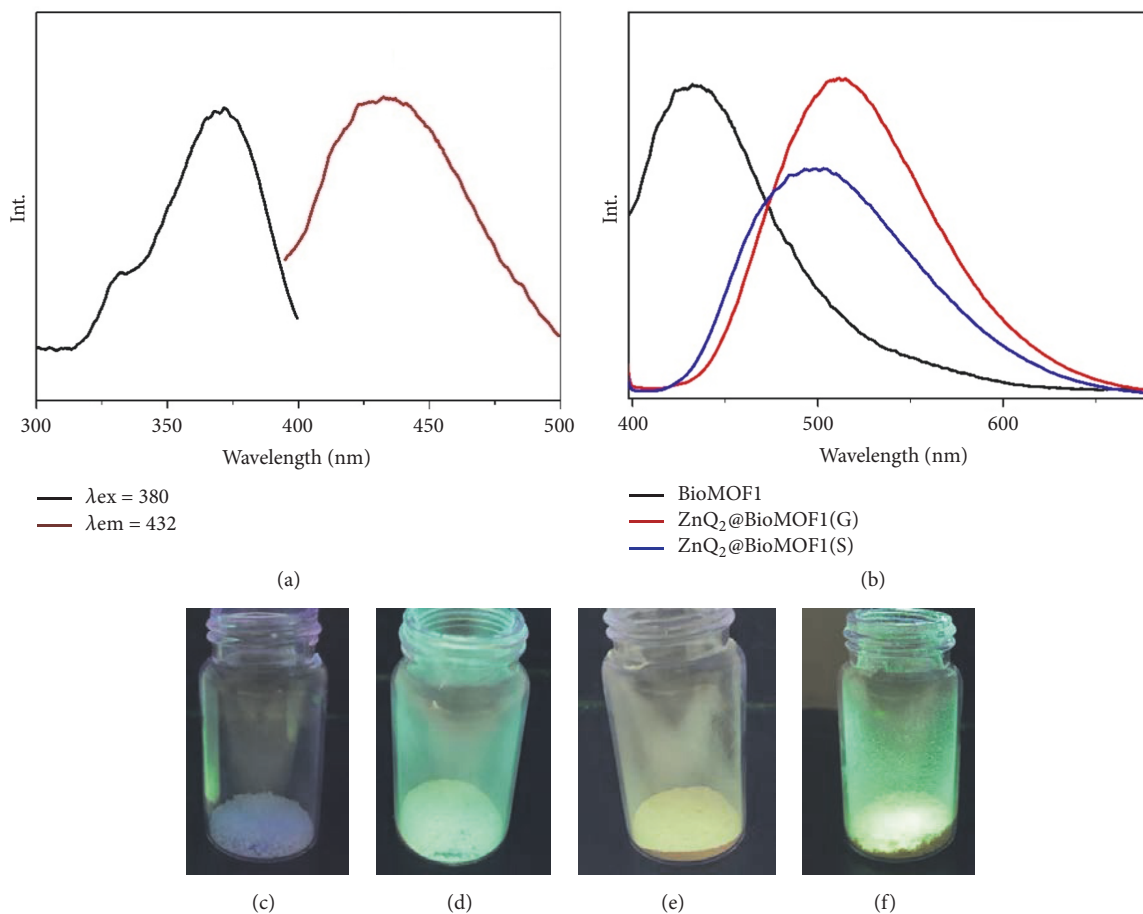 Int.
300 350 400 450 500
Wavelength (nm)
λex = 380
λem = 432
(a)
Int.
400 500 600
Wavelength (nm)
BioMOF1
ZnQ₂@BioMOF1(G)
ZnQ₂@BioMOF1(S)
(b)
(c) (d) (e) (f)